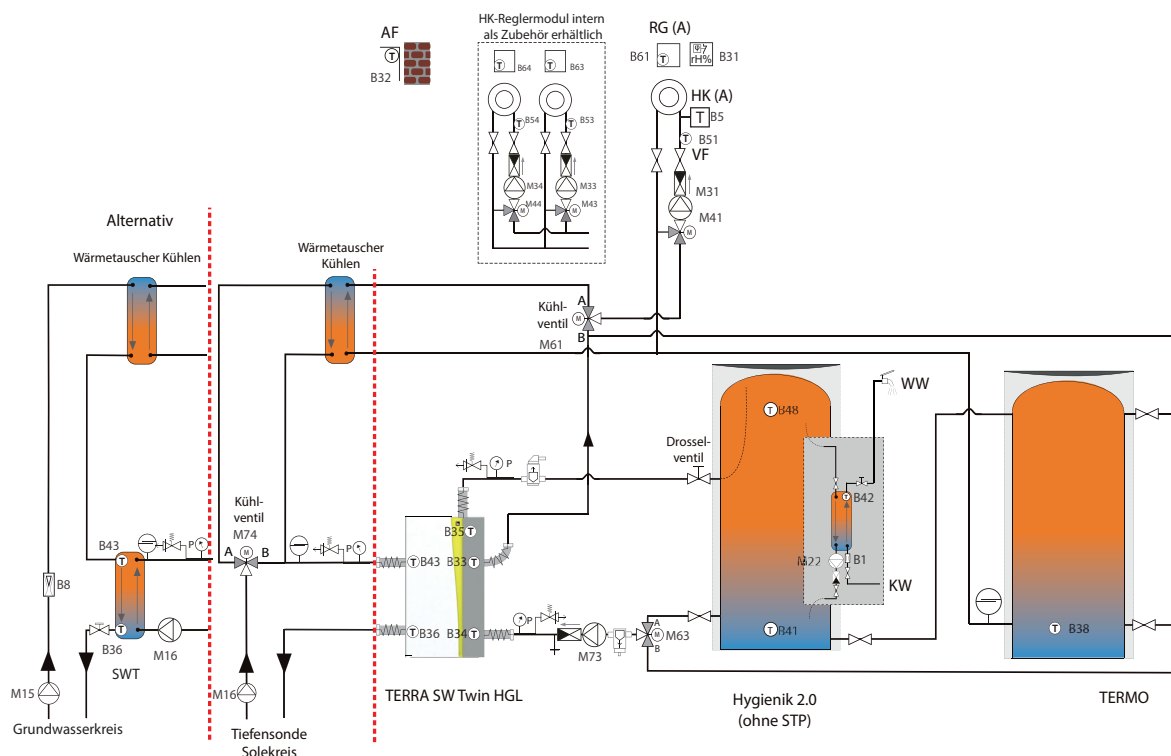 HK-Reglermodul intern
als Zubehör erhältlich
RG (A)
AF
T
B32
T
B64
T
B63
B61
T
rH%
B31
HK (A)
T
B5
T
B54
T
B53
T
B51
VF
M34
M33
M31
M44
M
M43
M
M41
M
Alternativ
Wärmetauscher Kühlen
Wärmetauscher
Kühlen
Kühl-
ventil
M61
A
M
B
WW
T
B48
Drossel-
ventil
P
T
B42
Kühl-
ventil
M74
A
M
B
B35
T
B43
T
P
P
T
B43
B33
T
M22
B1
B8
KW
T
B36
M16
T
B36
B34
T
P
A
M
M63
B
T
B41
T
B38
SWT
M73
M15
M16
TERRA SW Twin HGL
Hygienik 2.0
(ohne STP)
TERMO
Grundwasserkreis
Tiefensonde
Solekreis